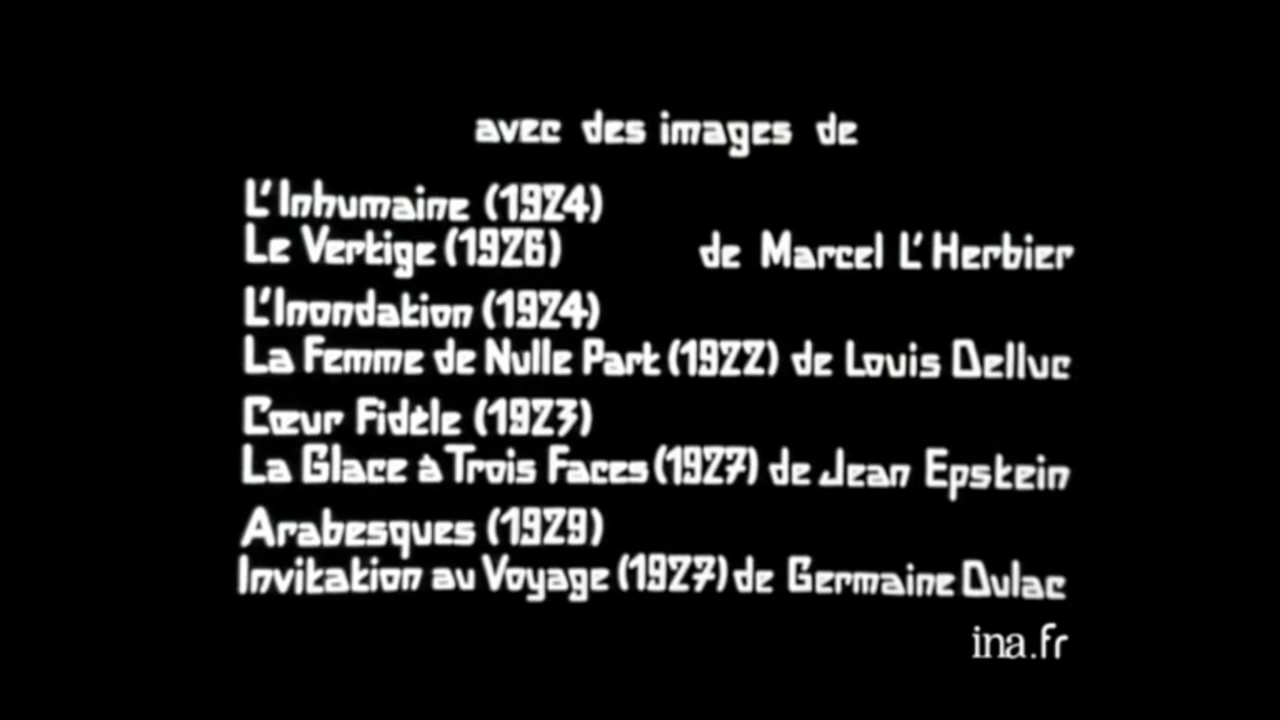 avec des images de
L'Inhumaine (1924)
Le Vertige (1926) de Marcel L'Herbier
L'Inondation (1924)
La Femme de Nulle Part (1922) de Louis Delluc
Cœur Fidèle (1923)
La Glace à Trois Faces (1927) de Jean Epstein
Arabesques (1929)
Invitation au Voyage (1927) de Germaine Dulac
ina.fr